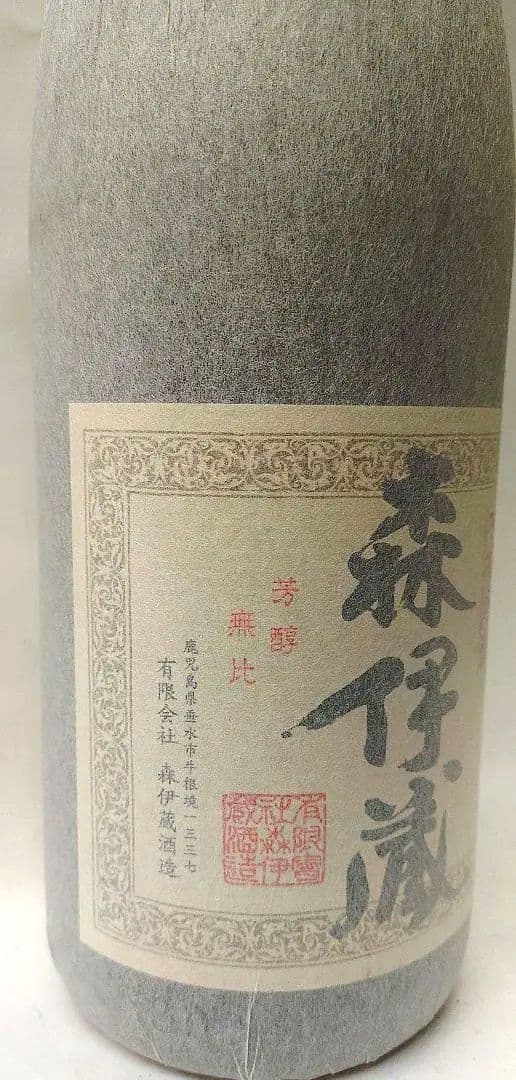 森伊蔵
芳醇
無比
鹿児島県垂水市牛根境一三三七
有限会社 森伊蔵酒造
有限會
社森伊
蔵酒造